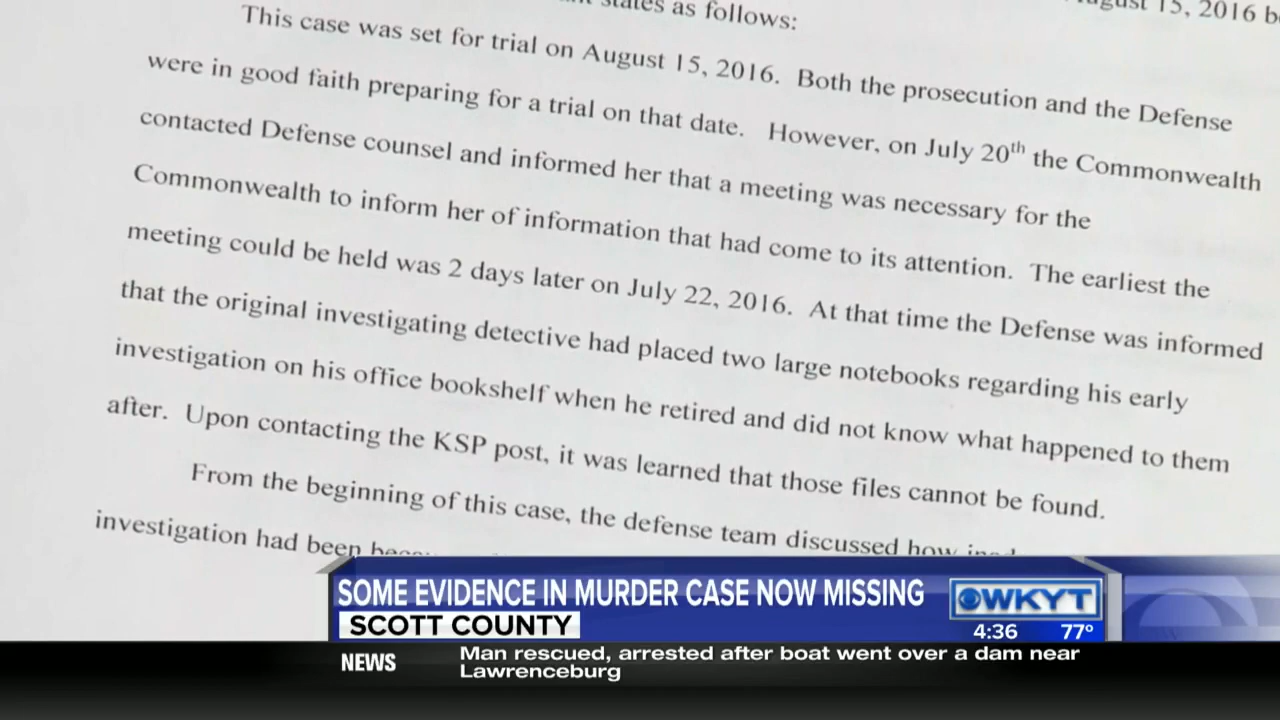 states as follows:
August 15, 2016
This case was set for trial on August 15, 2016. Both the prosecution and the Defense
were in good faith preparing for a trial on that date. However, on July 20th the Commonwealth
contacted Defense counsel and informed her that a meeting was necessary for the
Commonwealth to inform her of information that had come to its attention. The earliest the
meeting could be held was 2 days later on July 22, 2016. At that time the Defense was informed
that the original investigating detective had placed two large notebooks regarding his early
investigation on his office bookshelf when he retired and did not know what happened to them
after. Upon contacting the KSP post, it was learned that those files cannot be found.
From the beginning of this case, the defense team discussed how
investigation had been
SOME EVIDENCE IN MURDER CASE NOW MISSING
SCOTT COUNTY
WKYT
4:36 77°
NEWS
Man rescued, arrested after boat went over a dam near
Lawrenceburg